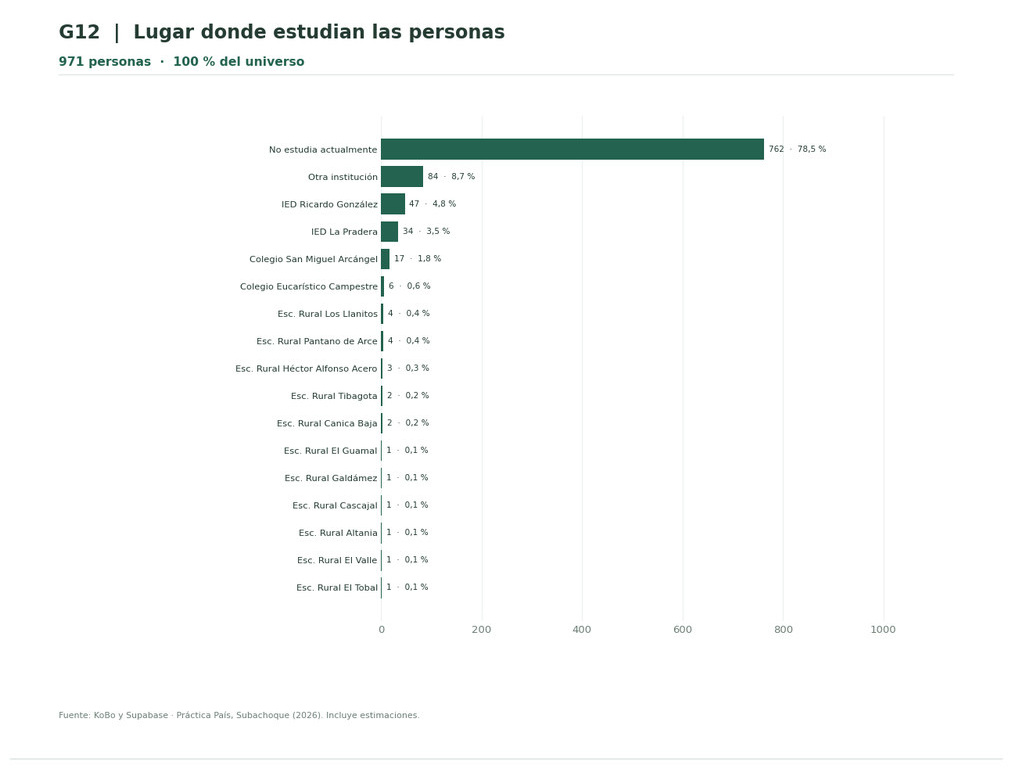 G12 | Lugar donde estudian las personas
971 personas · 100 % del universo
No estudia actualmente 762 · 78,5 %
Otra institución 84 · 8,7 %
IED Ricardo González 47 · 4,8 %
IED La Pradera 34 · 3,5 %
Colegio San Miguel Arcángel 17 · 1,8 %
Colegio Eucarístico Campestre 6 · 0,6 %
Esc. Rural Los Llanitos 4 · 0,4 %
Esc. Rural Pantano de Arce 4 · 0,4 %
Esc. Rural Héctor Alfonso Acero 3 · 0,3 %
Esc. Rural Tibagota 2 · 0,2 %
Esc. Rural Canica Baja 2 · 0,2 %
Esc. Rural El Guamal 1 · 0,1 %
Esc. Rural Galdámez 1 · 0,1 %
Esc. Rural Cascajal 1 · 0,1 %
Esc. Rural Altania 1 · 0,1 %
Esc. Rural El Valle 1 · 0,1 %
Esc. Rural El Tobal 1 · 0,1 %
0 200 400 600 800 1000
Fuente: KoBo y Supabase · Práctica País, Subachoque (2026). Incluye estimaciones.